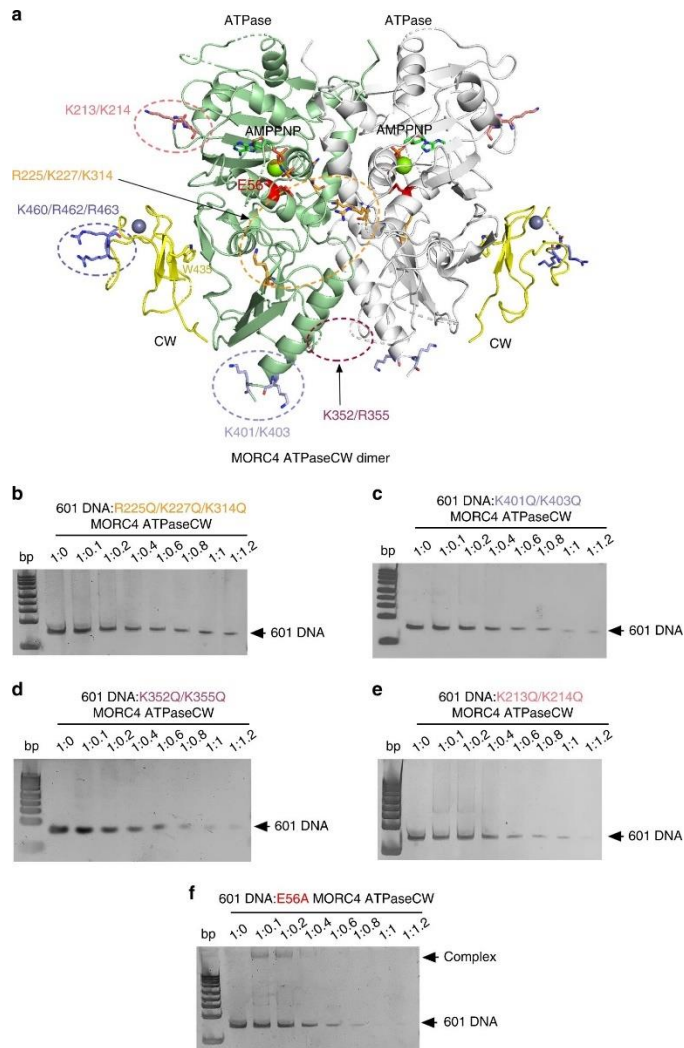 a
ATPase ATPase
K213/K214
AMPPNP AMPPNP
R225/K227/K314
E56
K460/R462/R463
W435
CW CW
K352/R355
K401/K403
MORC4 ATPaseCW dimer
b
601 DNA:R225Q/K227Q/K314Q
MORC4 ATPaseCW
bp 1:0 1:0.1 1:0.2 1:0.4 1:0.6 1:0.8 1:1 1:1.2
601 DNA
c
601 DNA:K401Q/K403Q
MORC4 ATPaseCW
bp 1:0 1:0.1 1:0.2 1:0.4 1:0.6 1:0.8 1:1 1:1.2
601 DNA
d
601 DNA:K352Q/K355Q
MORC4 ATPaseCW
bp 1:0 1:0.1 1:0.2 1:0.4 1:0.6 1:0.8 1:1 1:1.2
601 DNA
e
601 DNA:K213Q/K214Q
MORC4 ATPaseCW
bp 1:0 1:0.1 1:0.2 1:0.4 1:0.6 1:0.8 1:1 1:1.2
601 DNA
f
601 DNA:E56A MORC4 ATPaseCW
bp 1:0 1:0.1 1:0.2 1:0.4 1:0.6 1:0.8 1:1 1:1.2
Complex
601 DNA